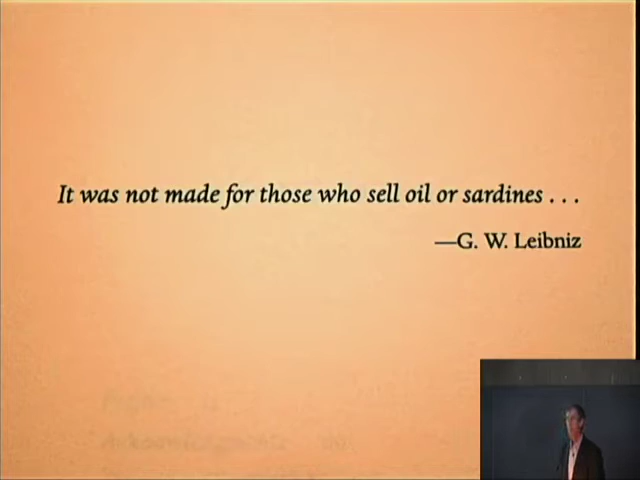 It was not made for those who sell oil or sardines . . .
—G. W. Leibniz